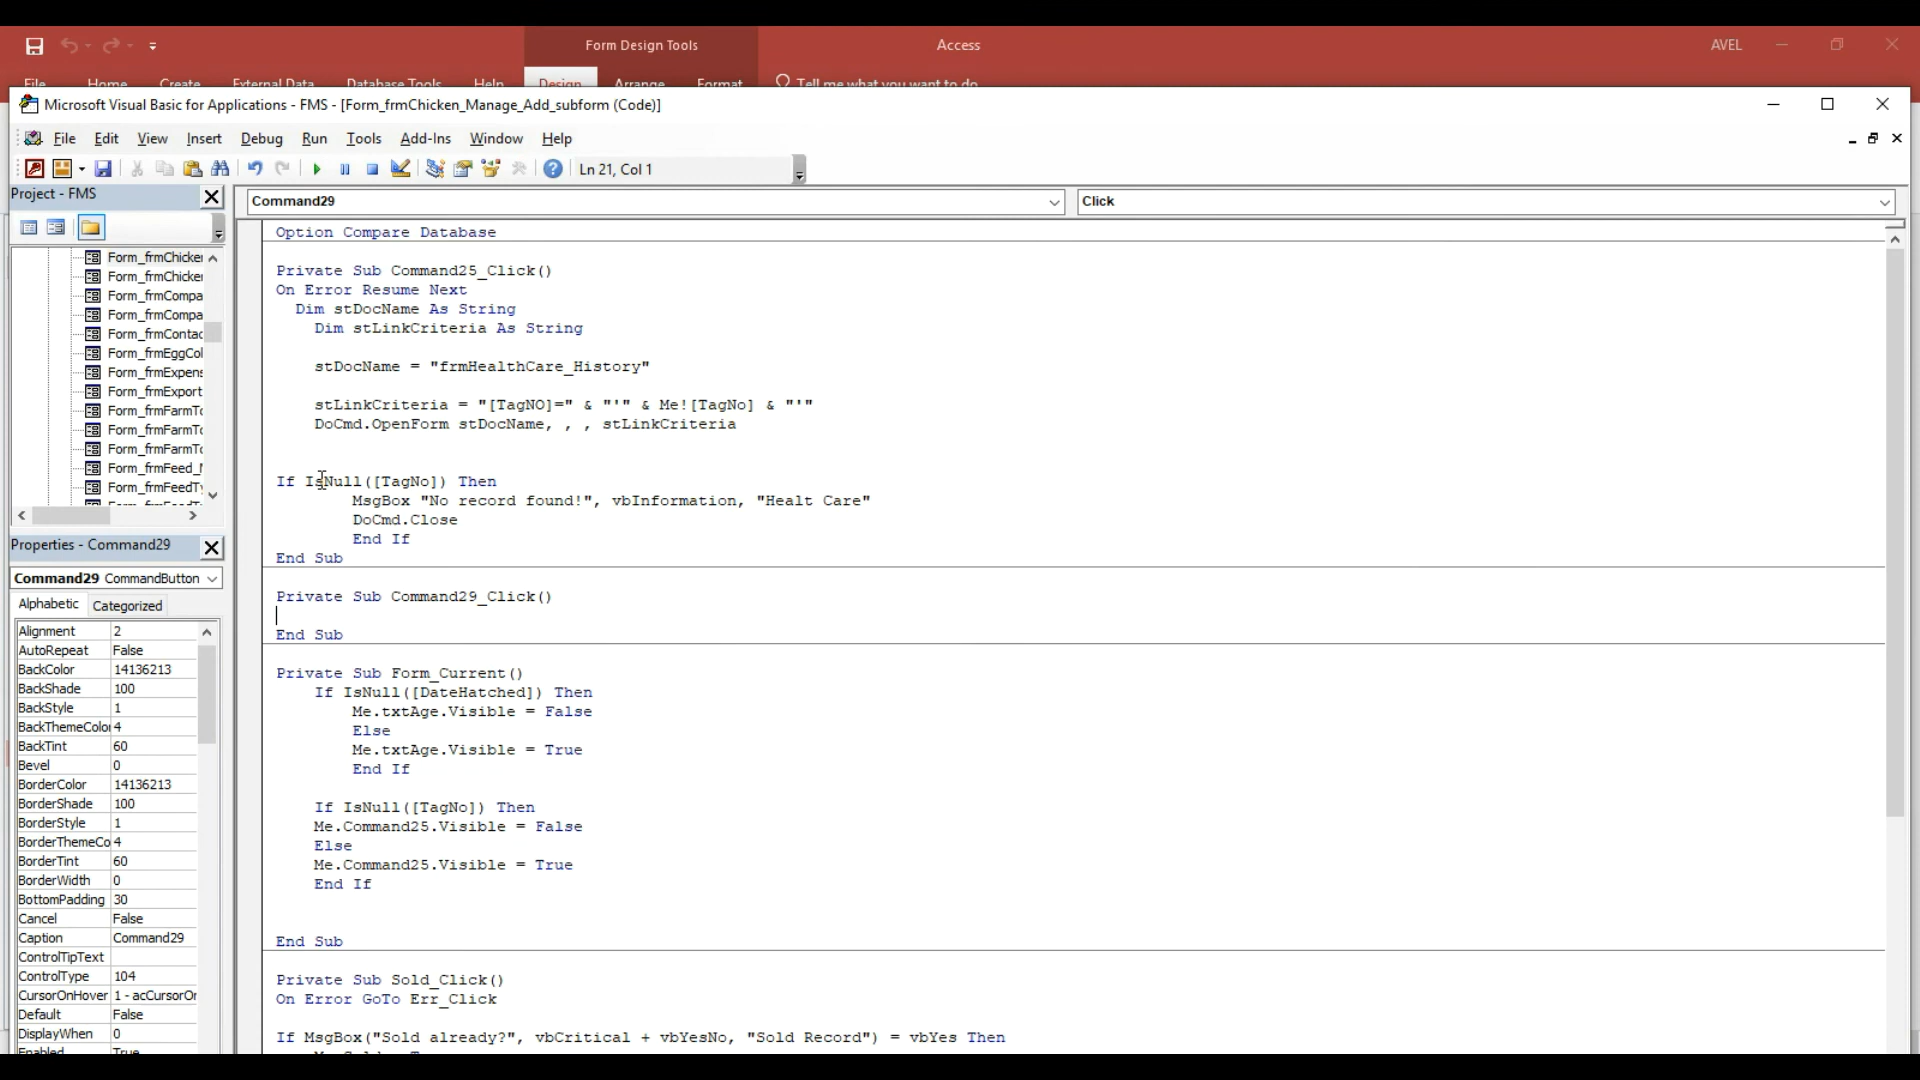 Form Design Tools
Access
AVEL
File Home Create External Data Database Tools Help Design Arrange Format Tell me what you want to do
Microsoft Visual Basic for Applications - FMS - [Form_frmChicken_Manage_Add_subform (Code)]
File Edit View Insert Debug Run Tools Add-Ins Window Help
Ln 21, Col 1
Project - FMS
Command29
Click
Form_frmChicke
Form_frmChicke
Form_frmCompa
Form_frmCompa
Form_frmContac
Form_frmEggCol
Form_frmExpens
Form_frmExport
Form_frmFarmTo
Form_frmFarmTo
Form_frmFarmTo
Form_frmFeed_
Form_frmFeedTy
Properties - Command29
Command29 CommandButton
Alphabetic Categorized
Alignment 2
AutoRepeat False
BackColor 14136213
BackShade 100
BackStyle 1
BackThemeColo 4
BackTint 60
Bevel 0
BorderColor 14136213
BorderShade 100
BorderStyle 1
BorderThemeCo 4
BorderTint 60
BorderWidth 0
BottomPadding 30
Cancel False
Caption Command29
ControlTipText
ControlType 104
CursorOnHover 1 - acCursorOr
Default False
DisplayWhen 0
Enabled True
Option Compare Database
Private Sub Command25_Click()
On Error Resume Next
Dim stDocName As String
Dim stLinkCriteria As String
stDocName = "frmHealthCare_History"
stLinkCriteria = "[TagNO]=" & "'" & Me![TagNo] & "'"
DoCmd.OpenForm stDocName, , , stLinkCriteria
If IsNull([TagNo]) Then
MsgBox "No record found!", vbInformation, "Healt Care"
DoCmd.Close
End If
End Sub
Private Sub Command29_Click()
End Sub
Private Sub Form_Current()
If IsNull([DateHatched]) Then
Me.txtAge.Visible = False
Else
Me.txtAge.Visible = True
End If
If IsNull([TagNo]) Then
Me.Command25.Visible = False
Else
Me.Command25.Visible = True
End If
End Sub
Private Sub Sold_Click()
On Error GoTo Err_Click
If MsgBox("Sold already?", vbCritical + vbYesNo, "Sold Record") = vbYes Then